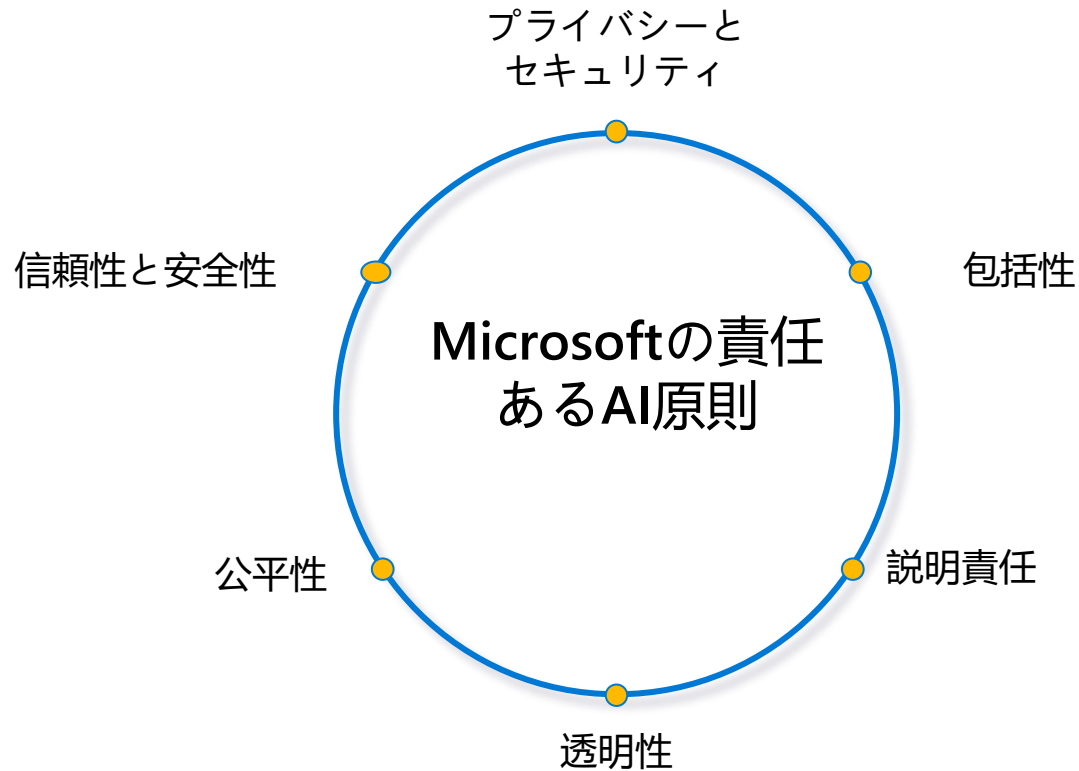 プライバシーと
セキュリティ
信頼性と安全性
包括性
Microsoftの責任
あるAI原則
公平性
説明責任
透明性